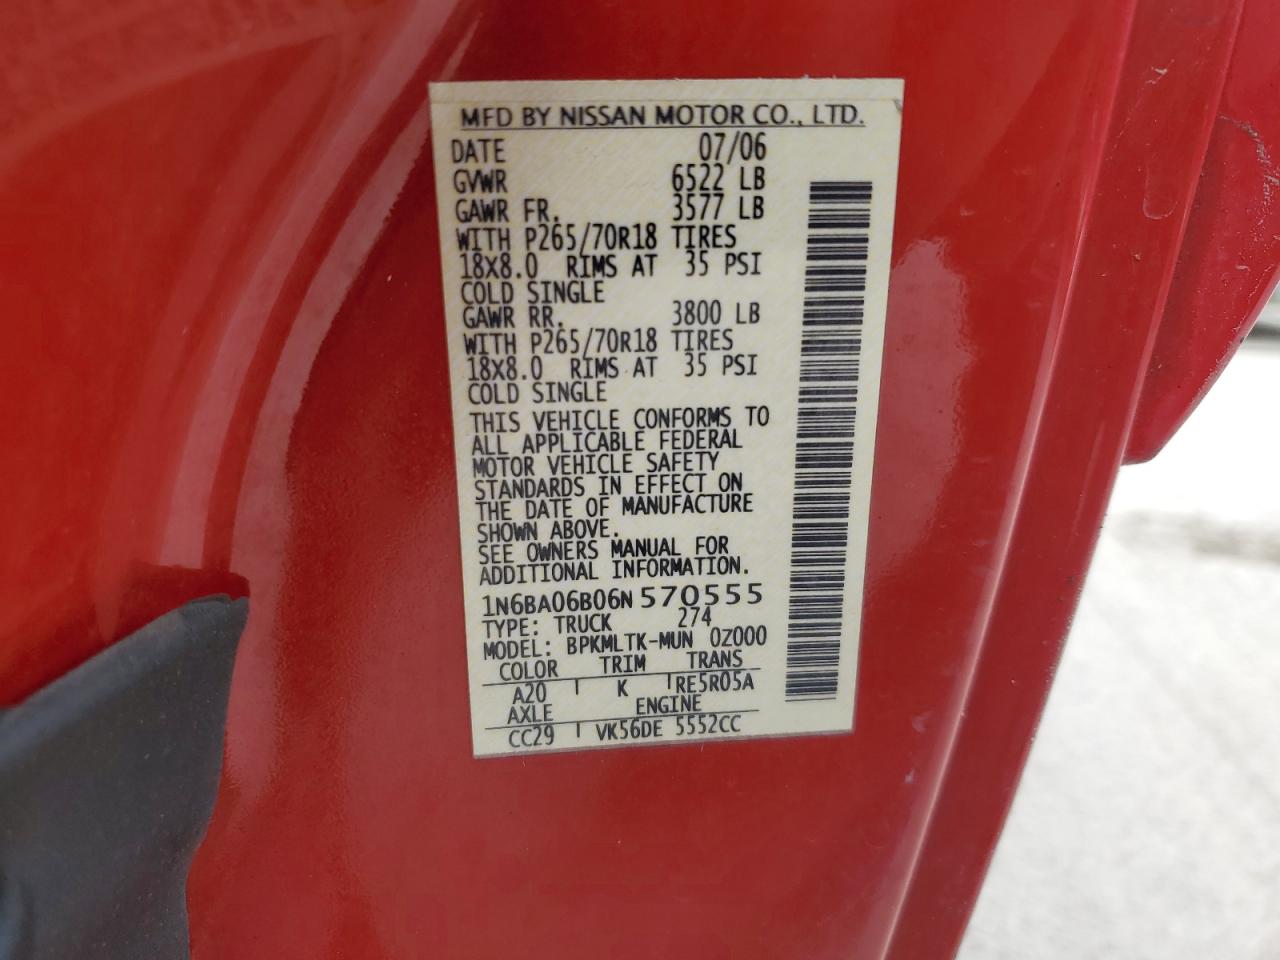 MFD BY NISSAN MOTOR CO., LTD.
DATE 07/06
GVWR 6522 LB
GAWR FR. 3577 LB
WITH P265/70R18 TIRES
18X8.0 RIMS AT 35 PSI
COLD SINGLE
GAWR RR. 3800 LB
WITH P265/70R18 TIRES
18X8.0 RIMS AT 35 PSI
COLD SINGLE
THIS VEHICLE CONFORMS TO
ALL APPLICABLE FEDERAL
MOTOR VEHICLE SAFETY
STANDARDS IN EFFECT ON
THE DATE OF MANUFACTURE
SHOWN ABOVE.
SEE OWNERS MANUAL FOR
ADDITIONAL INFORMATION.
1N6BA06B06N 570555
TYPE: TRUCK 274
MODEL: BPKMLTK-MUN 0Z000
COLOR TRIM TRANS
A20 K RE5R05A
AXLE ENGINE
CC29 VK56DE 5552CC